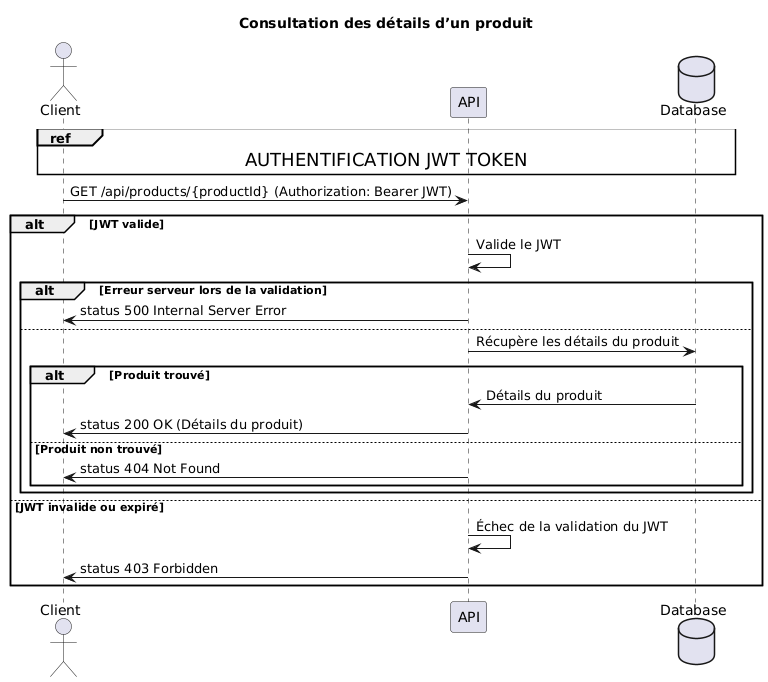 Consultation des détails d’un produit
Client
API
Database
ref
AUTHENTIFICATION JWT TOKEN
GET /api/products/{productId} (Authorization: Bearer JWT)
alt [JWT valide]
Valide le JWT
alt [Erreur serveur lors de la validation]
status 500 Internal Server Error
Récupère les détails du produit
alt [Produit trouvé]
Détails du produit
status 200 OK (Détails du produit)
[Produit non trouvé]
status 404 Not Found
[JWT invalide ou expiré]
Échec de la validation du JWT
status 403 Forbidden
Client
API
Database